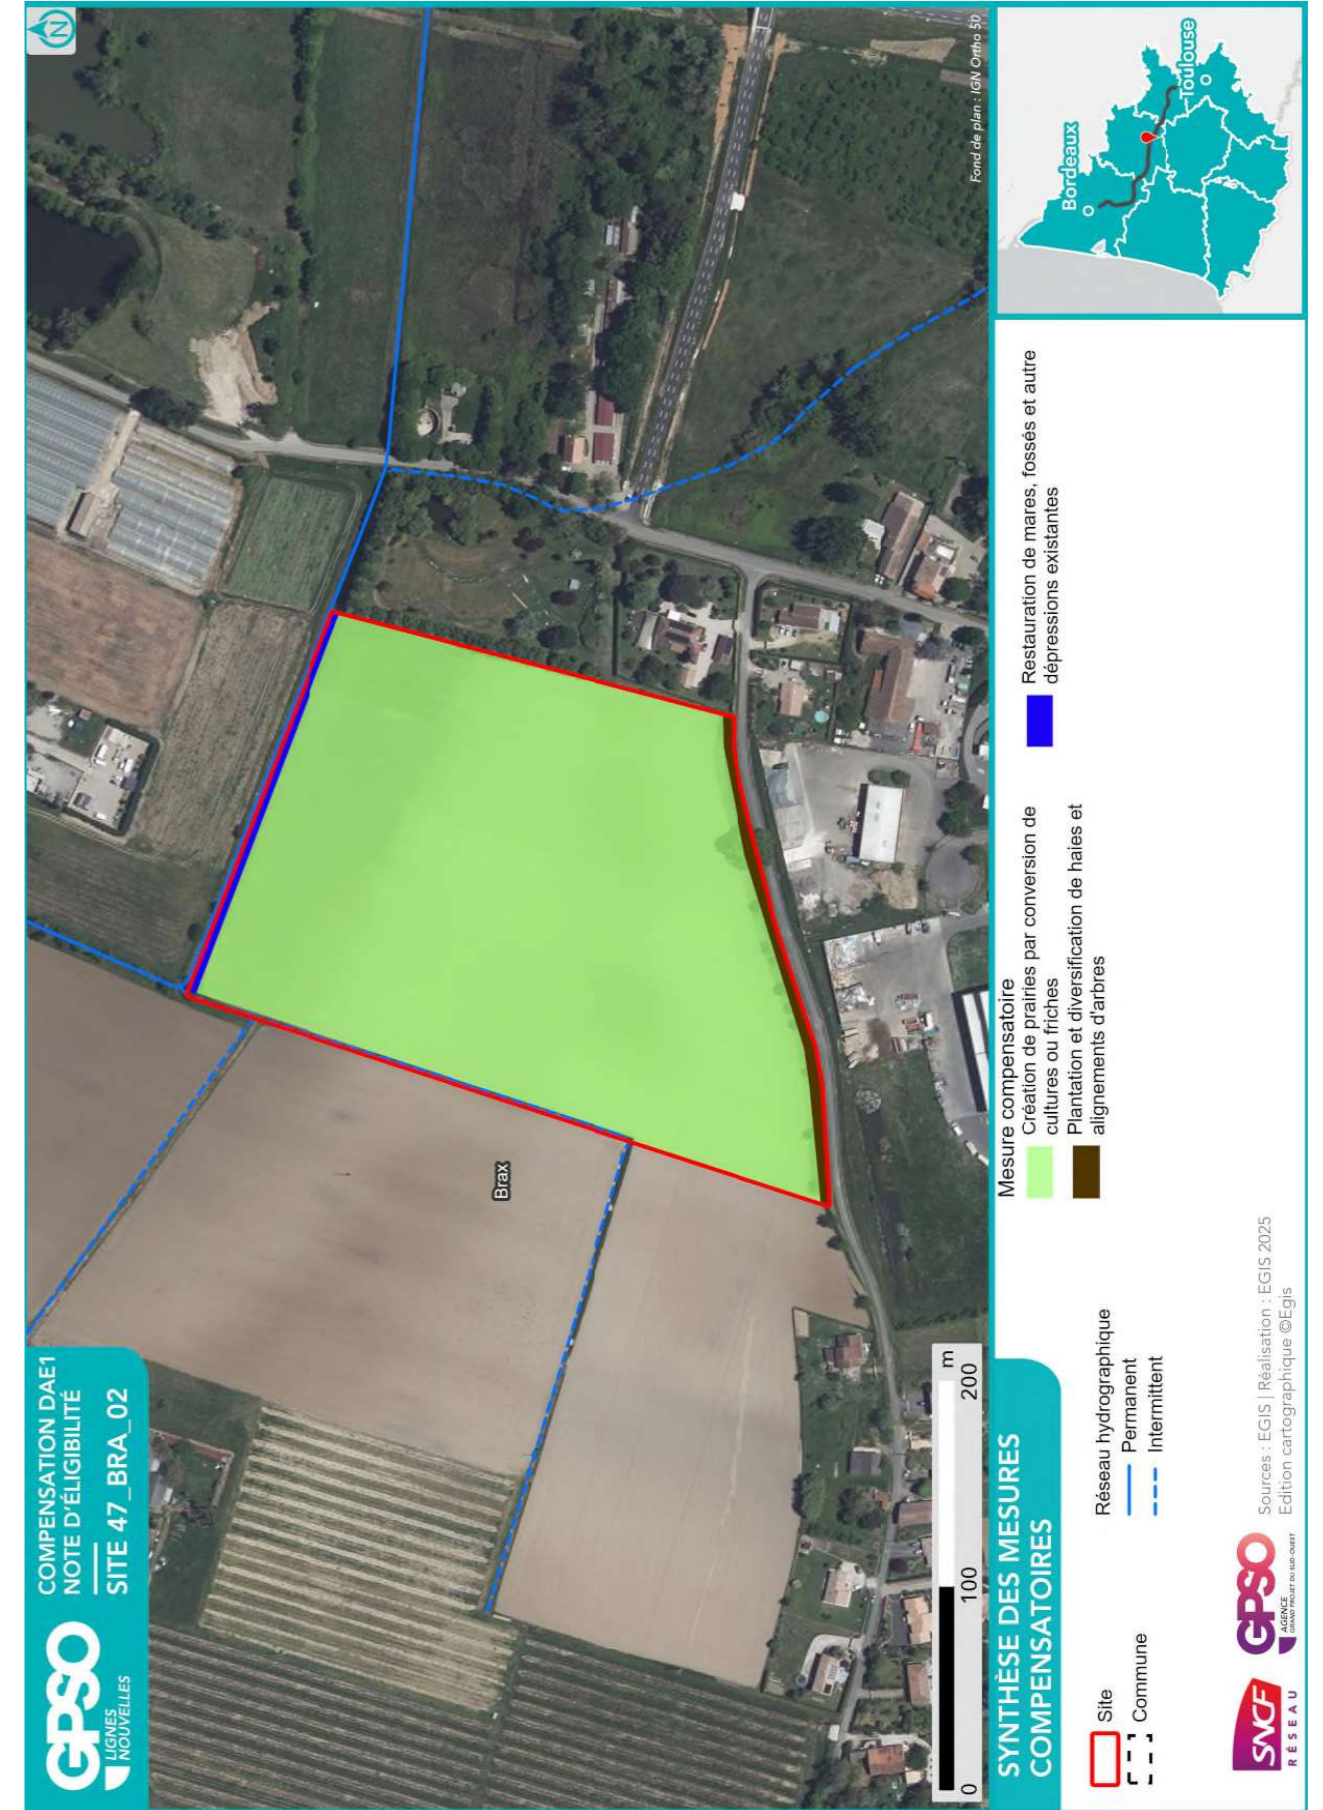 GPSO
LIGNES
NOUVELLES
COMPENSATION DAE1
NOTE D'ÉLIGIBILITÉ
SITE 47_BRA_02
N
Brax
0 100 200 m
Fond de plan : IGN Ortho 50
SYNTHÈSE DES MESURES
COMPENSATOIRES
Site
Commune
Réseau hydrographique
Permanent
Intermittent
Mesure compensatoire
Création de prairies par conversion de
cultures ou friches
Plantation et diversification de haies et
alignements d'arbres
Restauration de mares, fossés et autre
dépressions existantes
Bordeaux
Toulouse
SNCF
RÉSEAU
GPSO
AGENCE
GRAND PROJET DU SUD-OUEST
Sources : EGIS | Réalisation : EGIS 2025
Edition cartographique ©Egis